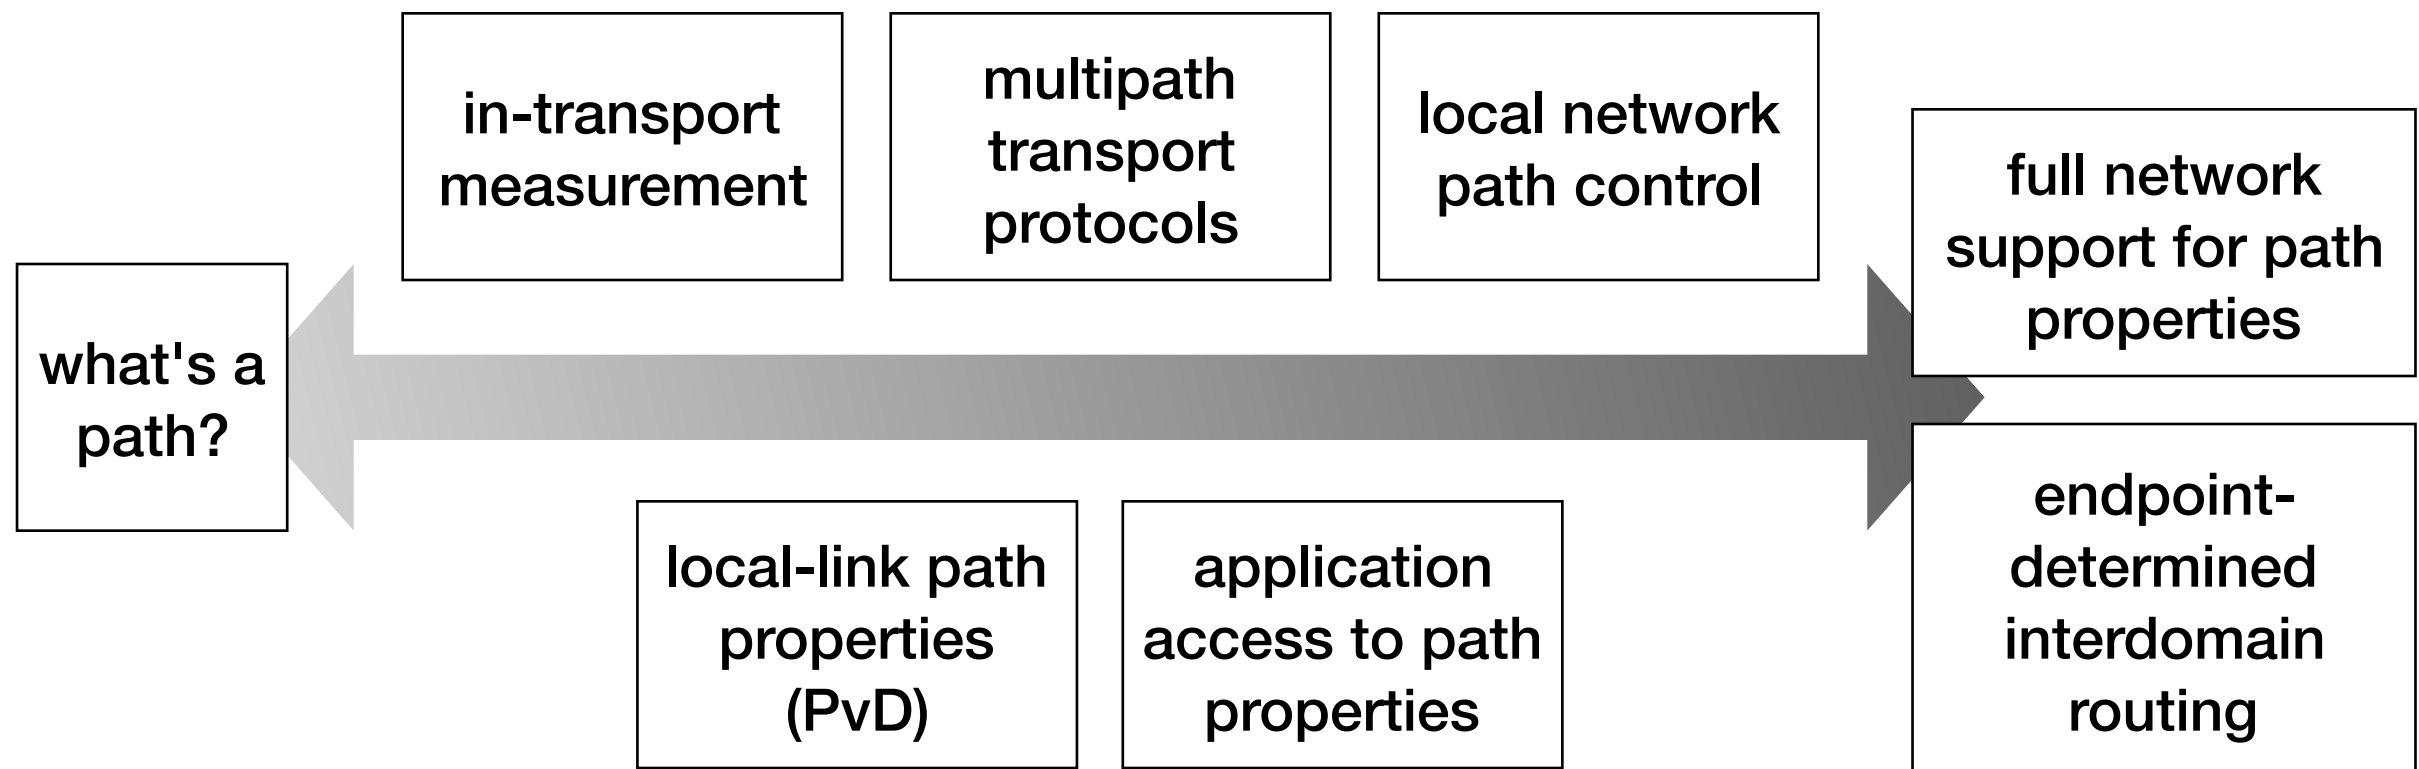 what's a
path?
in-transport
measurement
multipath
transport
protocols
local network
path control
full network
support for path
properties
local-link path
properties
(PvD)
application
access to path
properties
endpoint-
determined
interdomain
routing